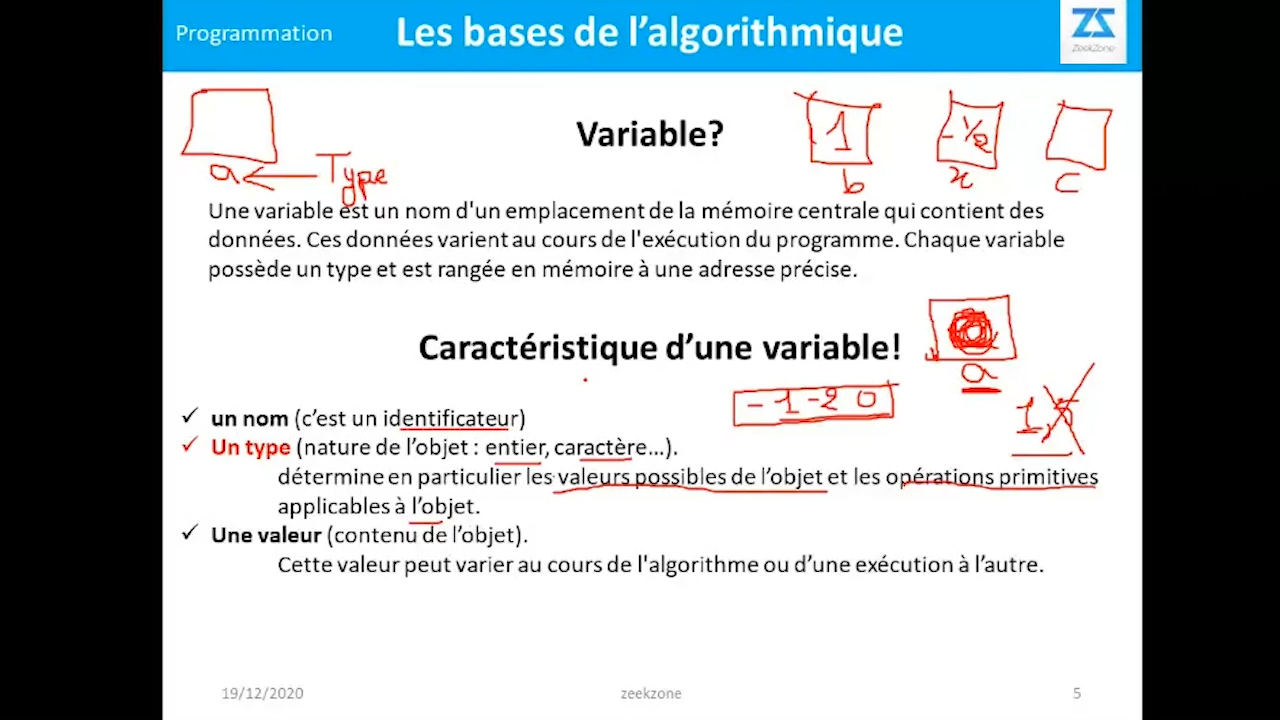 Programmation
Les bases de l'algorithmique
ZS
ZeekZone
Variable?
1
b
x
C
a ← Type
Une variable est un nom d'un emplacement de la mémoire centrale qui contient des
données. Ces données varient au cours de l'exécution du programme. Chaque variable
possède un type et est rangée en mémoire à une adresse précise.
Caractéristique d'une variable!
a
-1-20
✓ un nom (c'est un identificateur)
✓ Un type (nature de l'objet : entier, caractère...).
détermine en particulier les valeurs possibles de l'objet et les opérations primitives
applicables à l'objet.
✓ Une valeur (contenu de l'objet).
Cette valeur peut varier au cours de l'algorithme ou d'une exécution à l'autre.
19/12/2020
zeekzone
5